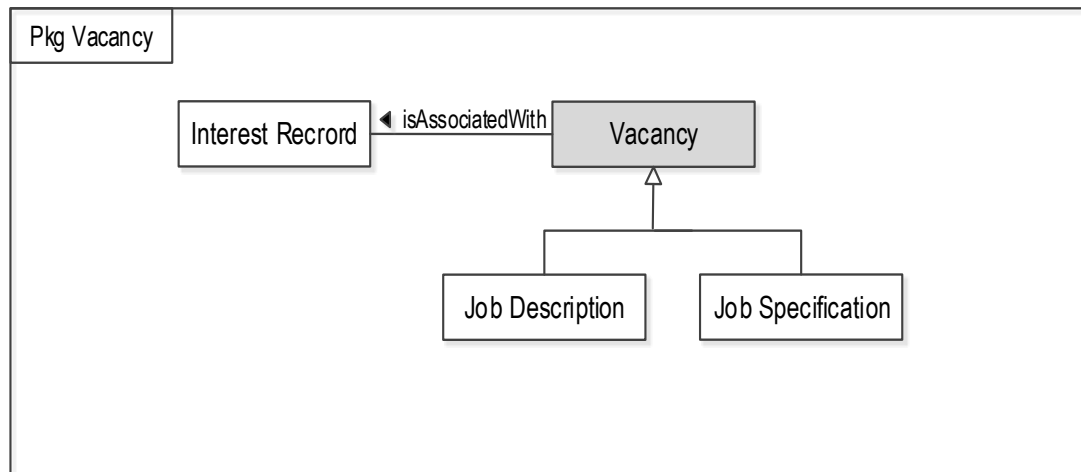 Pkg Vacancy
Interest Recrord
isAssociatedWith
Vacancy
Job Description
Job Specification